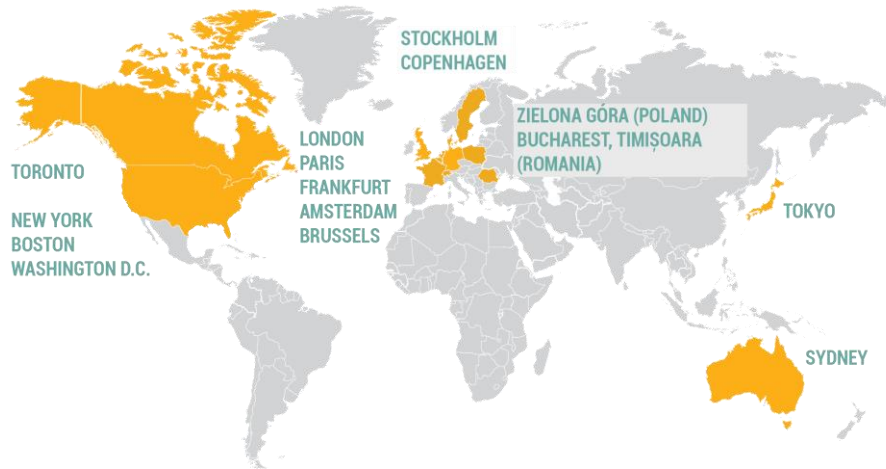 STOCKHOLM
COPENHAGEN
ZIELONA GÓRA (POLAND)
BUCHAREST, TIMIȘOARA
(ROMANIA)
LONDON
PARIS
FRANKFURT
AMSTERDAM
BRUSSELS
TORONTO
NEW YORK
BOSTON
WASHINGTON D.C.
TOKYO
SYDNEY